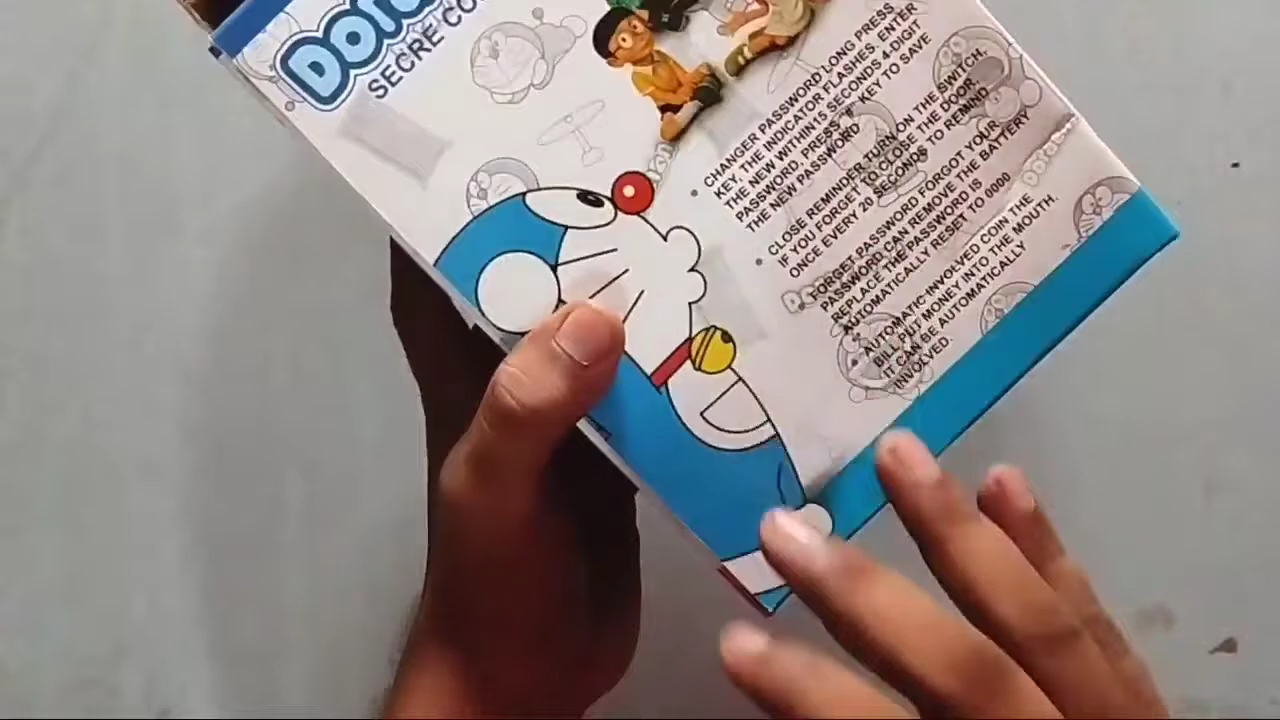 Dora
SECRE CO
CHANGER PASSWORD LONG PRESS
KEY. THE INDICATOR FLASHES. ENTER
THE NEW WITHIN15 SECONDS 4-DIGIT
PASSWORD, PRESS "#" KEY TO SAVE
THE NEW PASSWORD
CLOSE REMINDER TURN ON THE SWITCH,
IF YOU FORGET TO CLOSE THE DOOR,
ONCE EVERY 20 SECONDS TO REMIND
FORGET PASSWORD FORGOT YOUR
PASSWORD CAN REMOVE THE BATTERY
REPLACE THE PASSWORD IS
AUTOMATICALLY RESET TO 0000
AUTOMATIC INVOLVED COIN THE
BILL PUT MONEY INTO THE MOUTH,
IT CAN BE AUTOMATICALLY
INVOLVED.